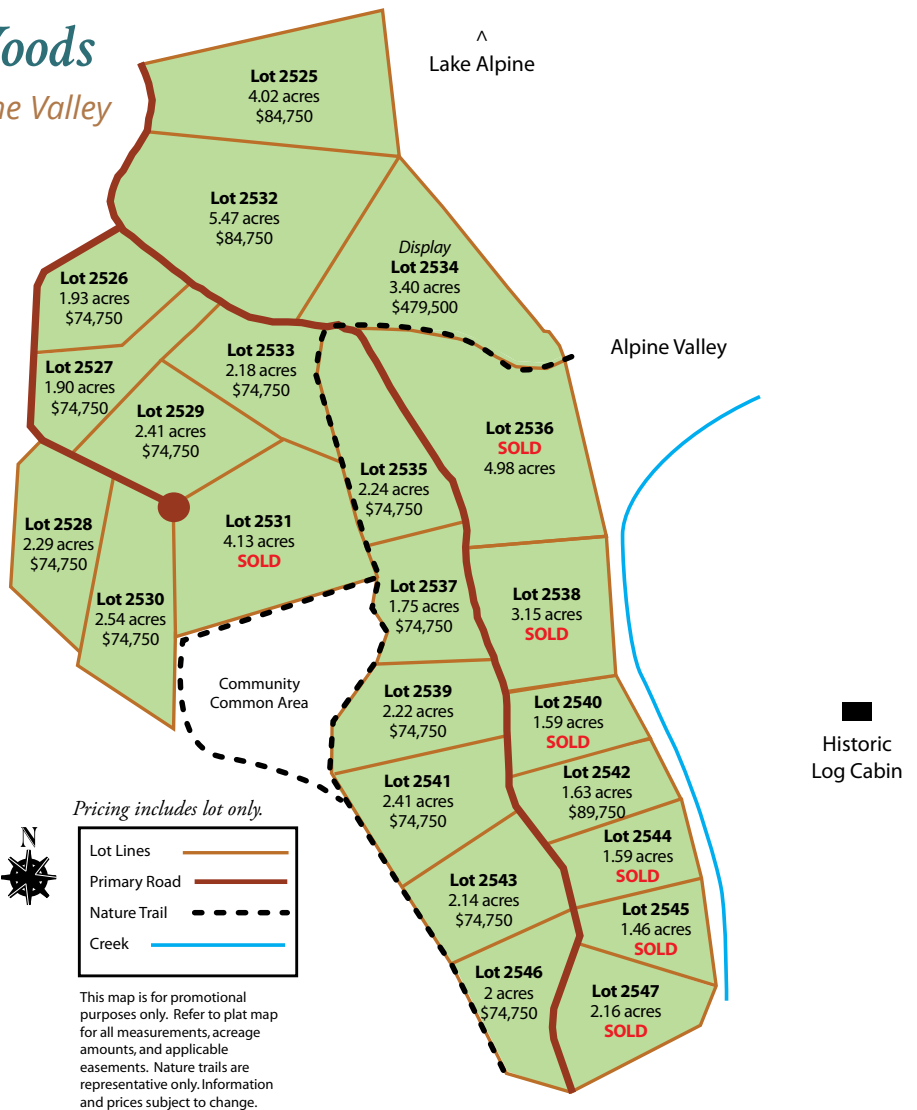 ^
Lake Alpine
Lot 2525
4.02 acres
$84,750
Lot 2532
5.47 acres
$84,750
Display
Lot 2534
3.40 acres
$479,500
Lot 2526
1.93 acres
$74,750
Alpine Valley
Lot 2533
2.18 acres
$74,750
Lot 2527
1.90 acres
$74,750
Lot 2529
2.41 acres
$74,750
Lot 2536
SOLD
4.98 acres
Lot 2535
2.24 acres
$74,750
Lot 2528
2.29 acres
$74,750
Lot 2531
4.13 acres
SOLD
Lot 2530
2.54 acres
$74,750
Lot 2537
1.75 acres
$74,750
Lot 2538
3.15 acres
SOLD
Community
Common Area
Lot 2539
2.22 acres
$74,750
Lot 2540
1.59 acres
SOLD
Historic
Log Cabin
Lot 2541
2.41 acres
$74,750
Lot 2542
1.63 acres
$89,750
Lot 2544
1.59 acres
SOLD
Lot 2543
2.14 acres
$74,750
Lot 2545
1.46 acres
SOLD
Lot 2546
2 acres
$74,750
Lot 2547
2.16 acres
SOLD
Pricing includes lot only.
N
Lot Lines
Primary Road
Nature Trail
Creek
This map is for promotional
purposes only. Refer to plat map
for all measurements, acreage
amounts, and applicable
easements. Nature trails are
representative only. Information
and prices subject to change.
Valley